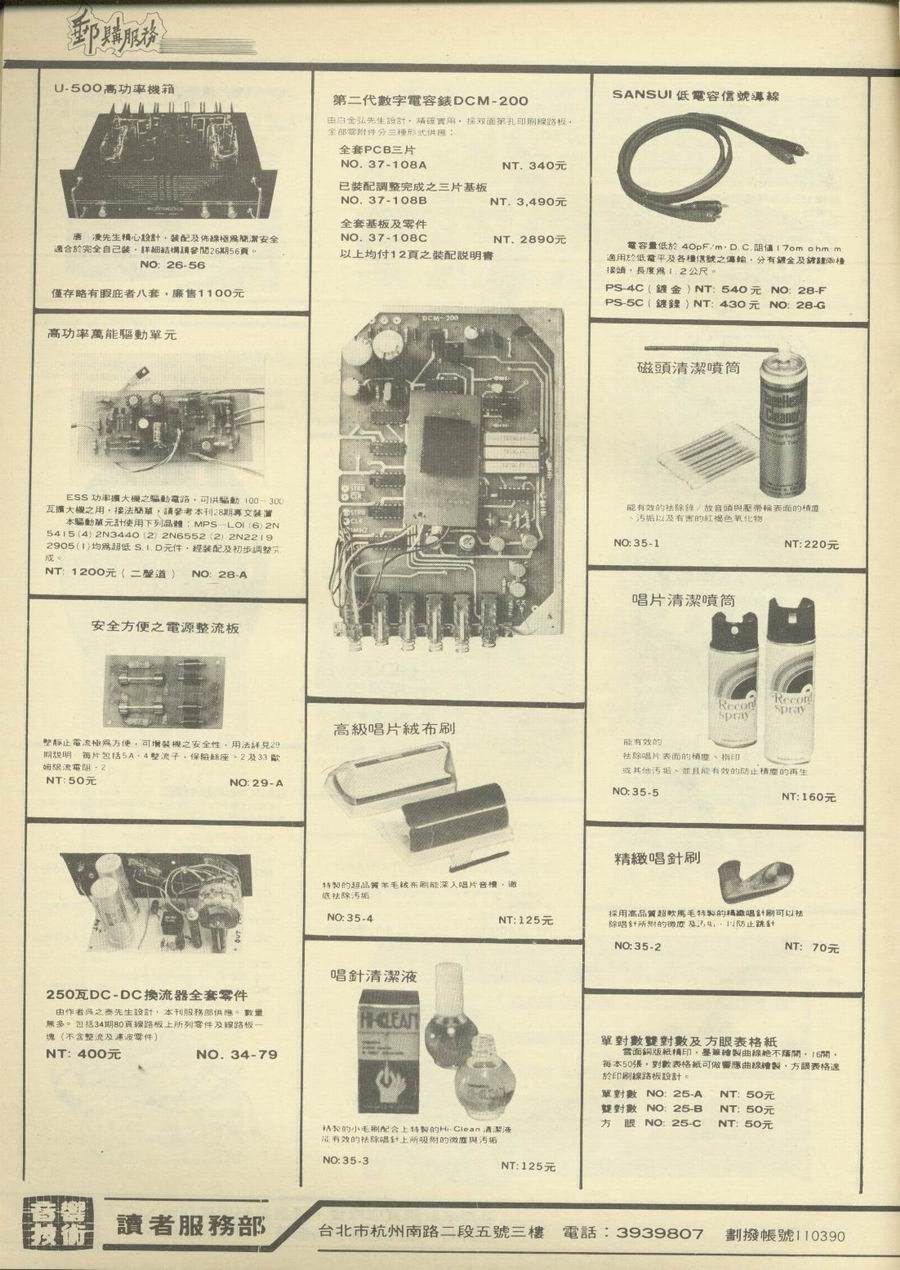 郵購服務
U-500高功率機箱
唐 凌先生精心設計，裝配及佈線極為簡潔安全
適合於完全自己裝，詳細結構請參閱26期56頁。
NO: 26-56
僅存略有瑕疵者八套，廉售1100元
高功率萬能驅動單元
ESS 功率擴大機之驅動電路，可供驅動 100－300
瓦擴大機之用，接法簡單，請參考本刊28期專文裝置
本驅動單元計使用下列晶體：MPS－L01(6) 2N
5415(4) 2N3440 (2) 2N6552 (2) 2N2219
2905(1)均為超低 S.I.D元件，經裝配及初步調整完
成。
NT: 1200元（二聲道） NO: 28-A
安全方便之電源整流板
整靜止電流極為方便，可增裝機之安全性，用法詳見29
期說明 每片包括5A，4整流子，保險絲座。2及33歐
姆限流電阻，2
NT:50元 NO:29-A
250瓦DC-DC換流器全套零件
由作者吳之泰先生設計，本刊服務部供應。數量
無多。包括34期80頁線路板上所列零件及線路板一
塊（不含整流及濾波零件）
NT: 400元 NO. 34-79
第二代數字電容錶DCM-200
由白金弘先生設計，精確實用，採双面第孔印刷線路板，
全部零附件分三種形式供應：
全套PCB三片
NO. 37-108A NT. 340元
已裝配調整完成之三片基板
NO. 37-108B NT. 3,490元
全套基板及零件
NO. 37-108C NT. 2890元
以上均付12頁之裝配說明書
DCM-200
高級唱片絨布刷
特製的超品質羊毛絨布刷能深入唱片音槽，徹
底祛除污垢
NO:35-4 NT:125元
唱針清潔液
HI-CLEAN
精製的小毛刷配合上特製的Hi-Clean 清潔液
能有效的祛除唱針上所吸附的微塵與污垢
NO:35-3 NT:125元
SANSUI 低電容信號導線
電容量低於 40pF/m，D.C.阻值17om ohm m
適用於低電平及各種信號之傳輸，分有鍍金及鍍鎳兩種
接頭，長度為1.2公尺。
PS-4C（鍍金）NT: 540元 NO: 28-F
PS-5C（鍍鎳）NT: 430元 NO: 28-G
磁頭清潔噴筒
TapeHead
Cleaner
能有效的祛除錄／放音頭與壓帶輪表面的積塵
、污垢以及有害的紅褐色氧化物
NO:35-1 NT:220元
唱片清潔噴筒
Record
Spray
Record
Spray
能有效的
祛除唱片表面的積塵、指印
或其他污垢、並且能有效的防止積塵的再生
NO:35-5 NT:160元
精緻唱針刷
採用高品質超軟馬毛特製的精緻唱針刷可以祛
除唱針所附的微塵及污垢，以防止跳針
NO:35-2 NT: 70元
單對數雙對數及方眼表格紙
雪面銅版紙精印，墨筆繪製曲線絶不隔開，16開，
每本50張，對數表格紙可做響應曲線繪製，方眼表格適
於印刷線路板設計。
單對數 NO: 25-A NT: 50元
雙對數 NO: 25-B NT: 50元
方 眼 NO: 25-C NT: 50元
音響技術
讀者服務部
台北市杭州南路二段五號三樓 電話：3939807 劃撥帳號110390